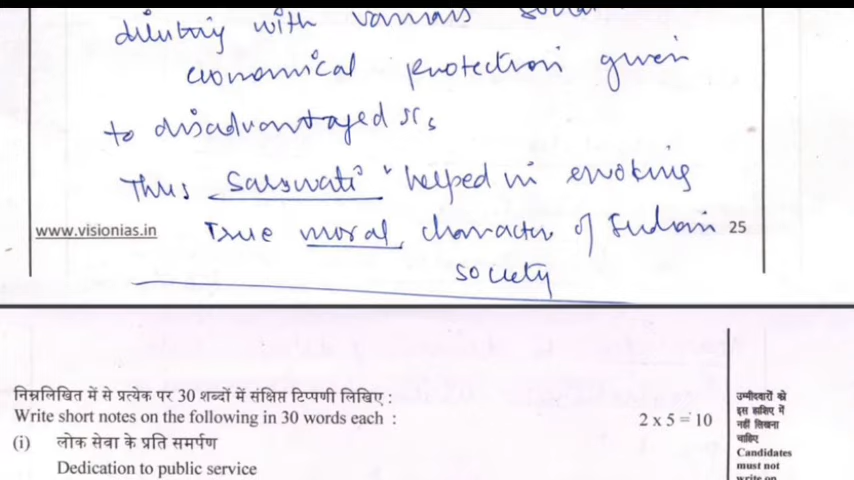 diluting with various social
economical protection given
to disadvantaged
Thus Sarswati helped in evoking
www.visionias.in True moral character of Indian 25
society
निम्नलिखित में से प्रत्येक पर 30 शब्दों में संक्षिप्त टिप्पणी लिखिए :
Write short notes on the following in 30 words each : 2 x 5 = 10
(i) लोक सेवा के प्रति समर्पण
Dedication to public service
उम्मीदवारों को
इस हाशिए में
नहीं लिखना
चाहिए
Candidates
must not
write on